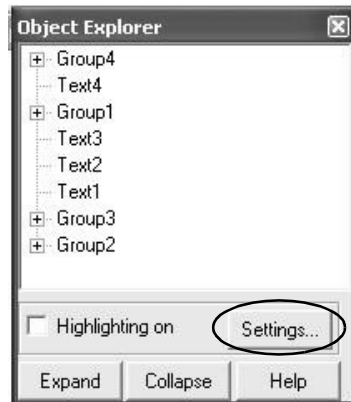 Object Explorer
Group4
Text4
Group1
Text3
Text2
Text1
Group3
Group2
Highlighting on
Settings...
Expand Collapse Help